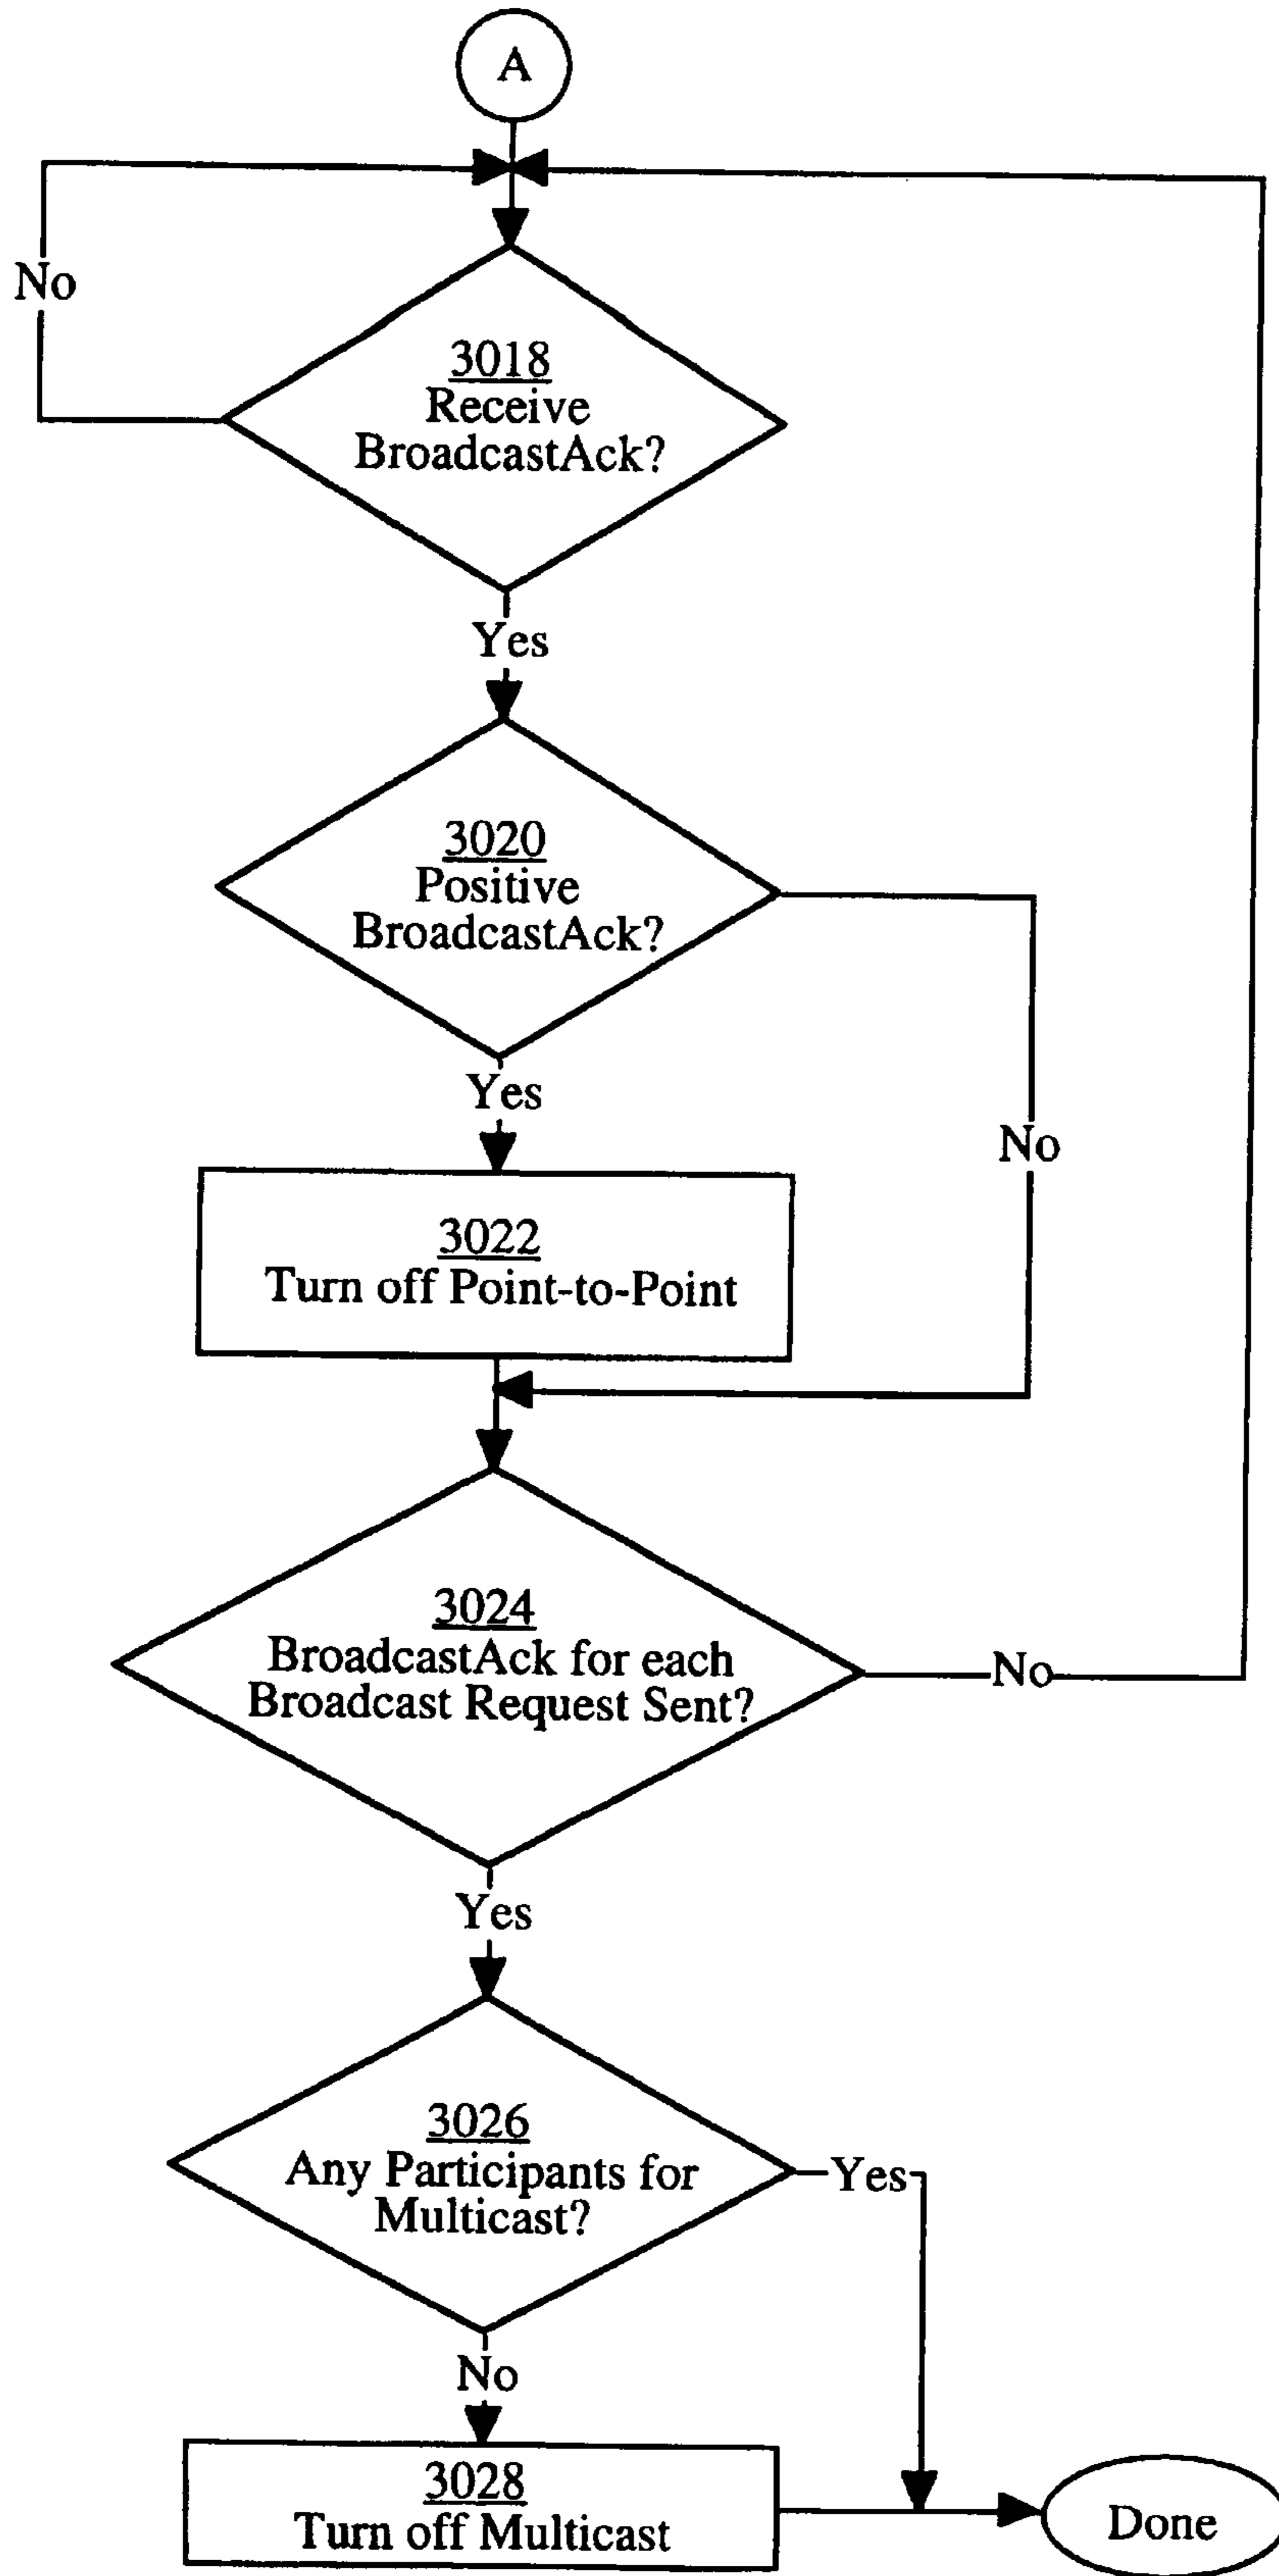 A
No
3018
Receive
BroadcastAck?
Yes
3020
Positive
BroadcastAck?
Yes
No
3022
Turn off Point-to-Point
3024
BroadcastAck for each
Broadcast Request Sent?
No
Yes
3026
Any Participants for
Multicast?
Yes
No
3028
Turn off Multicast
Done